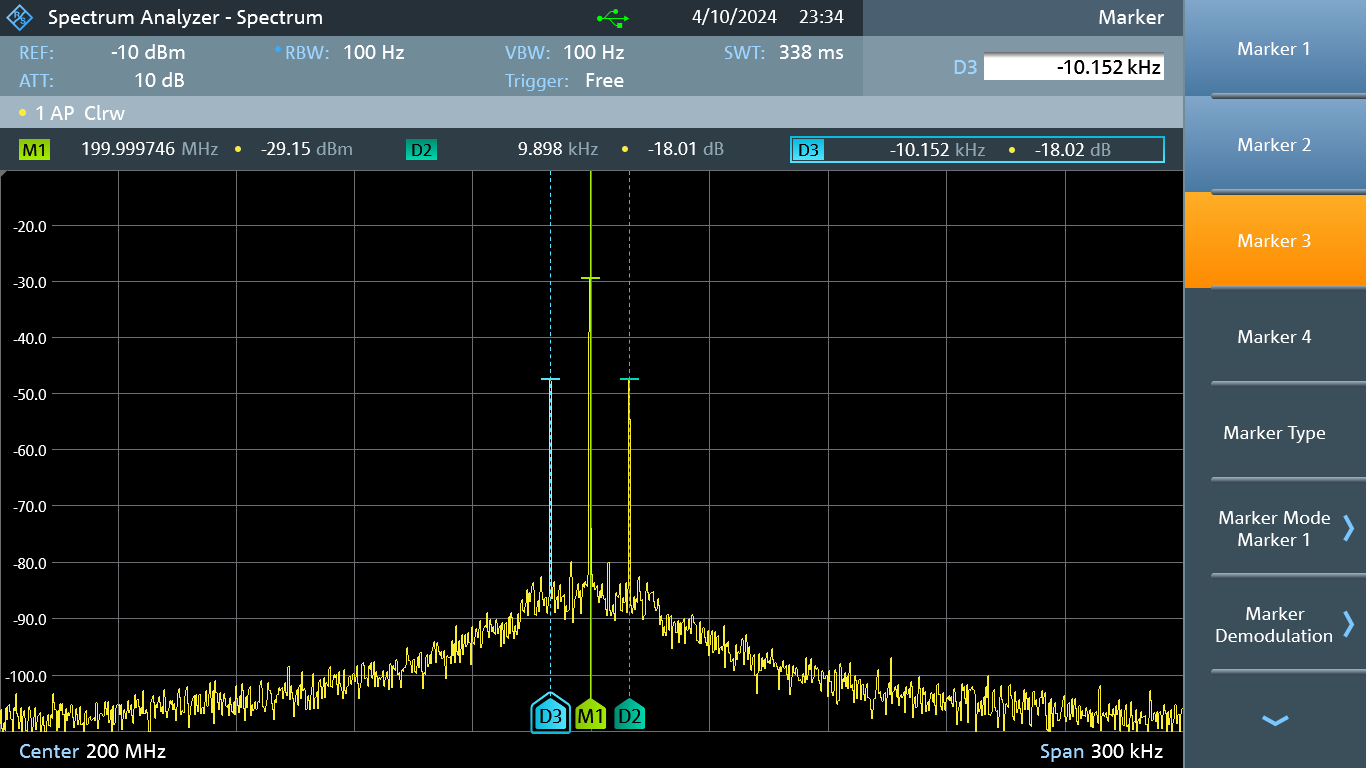 Spectrum Analyzer - Spectrum 4/10/2024 23:34 Marker
REF: -10 dBm RBW: 100 Hz VBW: 100 Hz SWT: 338 ms
D3 -10.152 kHz
ATT: 10 dB Trigger: Free
1 AP Clrw
M1 199.999746 MHz • -29.15 dBm D2 9.898 kHz • -18.01 dB D3 -10.152 kHz • -18.02 dB
-20.0
-30.0
-40.0
-50.0
-60.0
-70.0
-80.0
-90.0
-100.0
D3 M1 D2
Center 200 MHz Span 300 kHz
Marker 1
Marker 2
Marker 3
Marker 4
Marker Type
Marker Mode
Marker 1
Marker
Demodulation